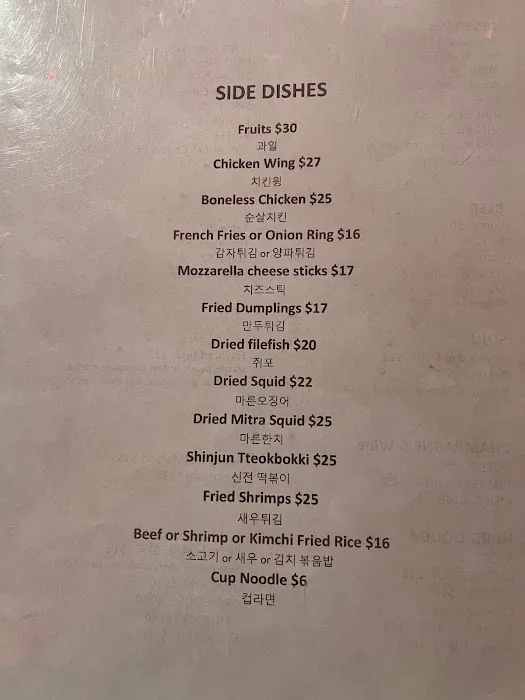 SIDE DISHES
Fruits $30
과일
Chicken Wing $27
치킨윙
Boneless Chicken $25
순살치킨
French Fries or Onion Ring $16
감자튀김 or 양파튀김
Mozzarella cheese sticks $17
치즈스틱
Fried Dumplings $17
만두튀김
Dried filefish $20
쥐포
Dried Squid $22
마른오징어
Dried Mitra Squid $25
마른한치
Shinjun Tteokbokki $25
신전 떡볶이
Fried Shrimps $25
새우튀김
Beef or Shrimp or Kimchi Fried Rice $16
소고기 or 새우 or 김치 볶음밥
Cup Noodle $6
컵라면